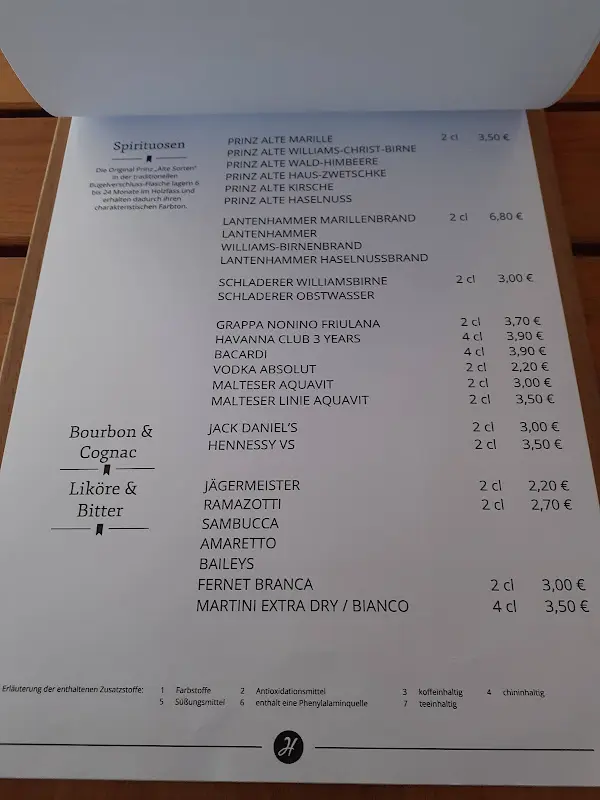 Spirituosen
Die Original Prinz „Alte Sorten“
in der traditionellen
Bügelverschluss-Flasche lagern 6
bis 24 Monate im Holzfass und
erhalten dadurch ihren
charakteristischen Farbton.
PRINZ ALTE MARILLE 2 cl 3,50 €
PRINZ ALTE WILLIAMS-CHRIST-BIRNE
PRINZ ALTE WALD-HIMBEERE
PRINZ ALTE HAUS-ZWETSCHKE
PRINZ ALTE KIRSCHE
PRINZ ALTE HASELNUSS
LANTENHAMMER MARILLENBRAND 2 cl 6,80 €
LANTENHAMMER
WILLIAMS-BIRNENBRAND
LANTENHAMMER HASELNUSSBRAND
SCHLADERER WILLIAMSBIRNE 2 cl 3,00 €
SCHLADERER OBSTWASSER
GRAPPA NONINO FRIULANA 2 cl 3,70 €
HAVANNA CLUB 3 YEARS 4 cl 3,90 €
BACARDI 4 cl 3,90 €
VODKA ABSOLUT 2 cl 2,20 €
MALTESER AQUAVIT 2 cl 3,00 €
MALTESER LINIE AQUAVIT 2 cl 3,50 €
Bourbon &
Cognac
JACK DANIEL'S 2 cl 3,00 €
HENNESSY VS 2 cl 3,50 €
Liköre &
Bitter
JÄGERMEISTER 2 cl 2,20 €
RAMAZOTTI 2 cl 2,70 €
SAMBUCCA
AMARETTO
BAILEYS
FERNET BRANCA 2 cl 3,00 €
MARTINI EXTRA DRY / BIANCO 4 cl 3,50 €
Erläuterung der enthaltenen Zusatzstoffe: 1 Farbstoffe 2 Antioxidationsmittel 3 koffeinhaltig 4 chininhaltig
5 Süßungsmittel 6 enthält eine Phenylalaminquelle 7 teeinhaltig
H